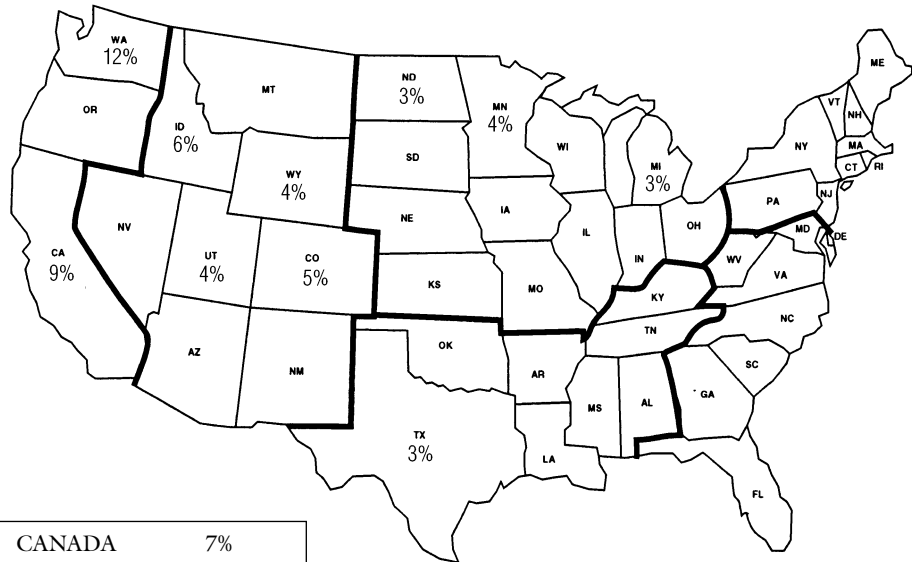 WA
12%
OR
ID
6%
MT
WY
4%
ND
3%
SD
NE
KS
MN
4%
IA
MO
WI
IL
MI
3%
IN
OH
KY
TN
CA
9%
NV
UT
4%
CO
5%
AZ
NM
OK
TX
3%
AR
LA
MS
AL
GA
FL
SC
NC
VA
WV
MD
DE
PA
NJ
NY
CT
RI
MA
VT
NH
ME
CANADA 7%